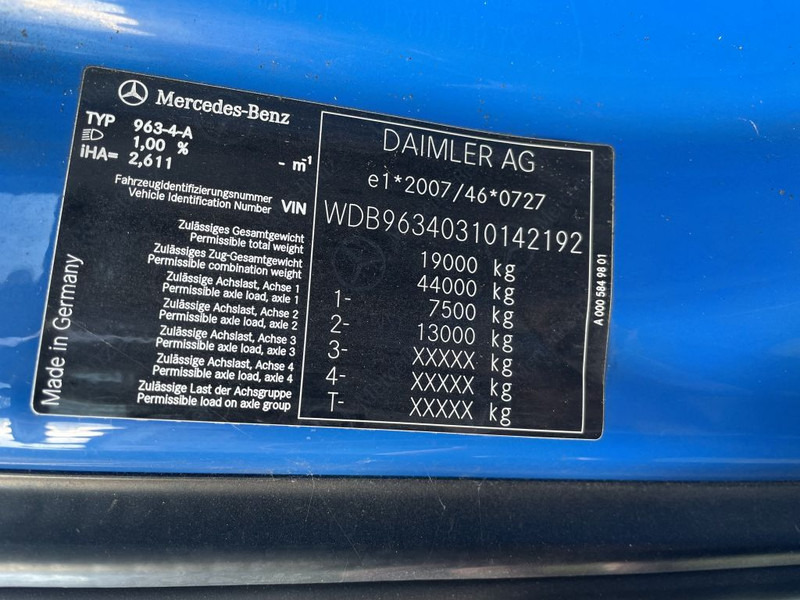 Mercedes-Benz
TYP 963-4-A
1,00 % - m-1
iHA= 2,611
DAIMLER AG
e1*2007/46*0727
Fahrzeugidentifizierungsnummer
Vehicle Identification Number VIN WDB96340310142192
Zulässiges Gesamtgewicht
Permissible total weight 19000 kg
Zulässiges Zug-Gesamtgewicht
Permissible combination weight 44000 kg
Zulässige Achslast, Achse 1
Permissible axle load, axle 1 1- 7500 kg
Zulässige Achslast, Achse 2
Permissible axle load, axle 2 2- 13000 kg
Zulässige Achslast, Achse 3
Permissible axle load, axle 3 3- XXXXX kg
Zulässige Achslast, Achse 4
Permissible axle load, axle 4 4- XXXXX kg
Zulässige Last der Achsgruppe
Permissible load on axle group T- XXXXX kg
Made in Germany
A 000 584 98 01